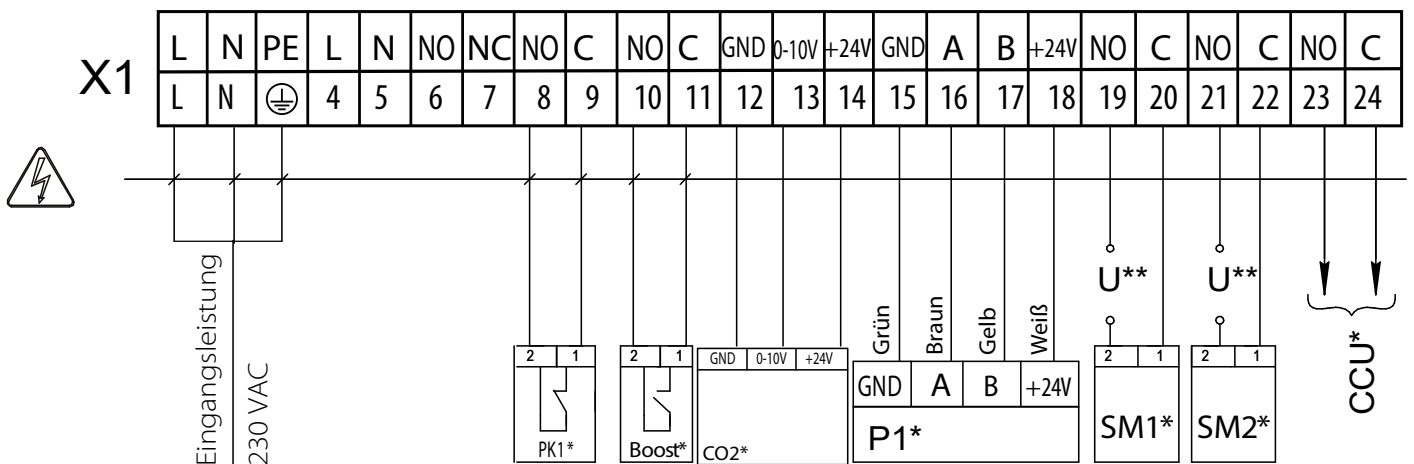 X1
L N PE L N NO NC NO C NO C GND 0-10V +24V GND A B +24V NO C NO C NO C
L N 4 5 6 7 8 9 10 11 12 13 14 15 16 17 18 19 20 21 22 23 24
Eingangsleistung
230 VAC
2 1
PK1*
2 1
Boost*
GND 0-10V +24V
CO2*
Grün
Braun
Gelb
Weiß
GND A B +24V
P1*
U**
2 1
SM1*
U**
2 1
SM2*
CCU*